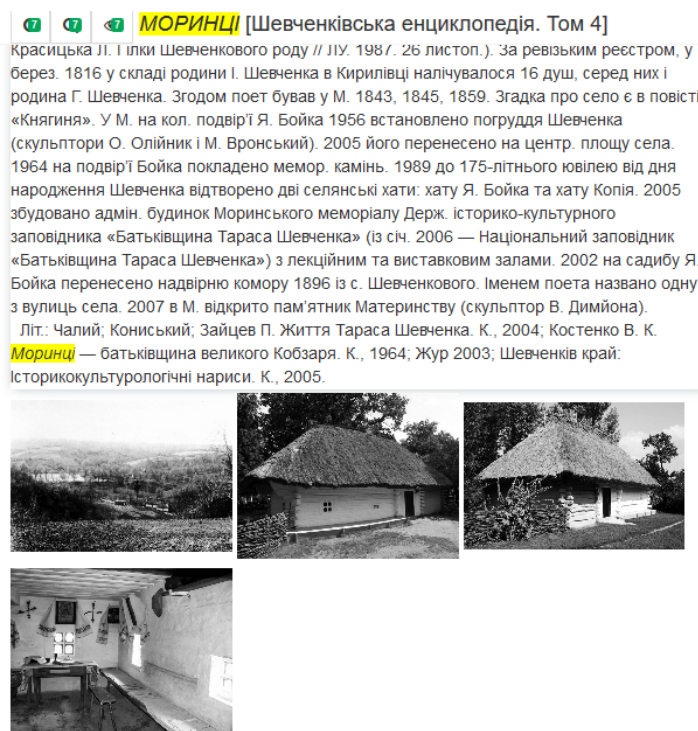 7 7 7 МОРИНЦІ [Шевченківська енциклопедія. Том 4]
Красицька Л. Гілки Шевченкового роду // ЛУ. 1987. 26 листоп.). За ревізьким реєстром, у
берез. 1816 у складі родини І. Шевченка в Кирилівці налічувалося 16 душ, серед них і
родина Г. Шевченка. Згодом поет бував у М. 1843, 1845, 1859. Згадка про село є в повісті
«Княгиня». У М. на кол. подвір’ї Я. Бойка 1956 встановлено погруддя Шевченка
(скульптори О. Олійник і М. Вронський). 2005 його перенесено на центр. площу села.
1964 на подвір’ї Бойка покладено мемор. камінь. 1989 до 175-літнього ювілею від дня
народження Шевченка відтворено дві селянські хати: хату Я. Бойка та хату Копія. 2005
збудовано адмін. будинок Моринського меморіалу Держ. історико-культурного
заповідника «Батьківщина Тараса Шевченка» (із січ. 2006 — Національний заповідник
«Батьківщина Тараса Шевченка») з лекційним та виставковим залами. 2002 на садибу Я.
Бойка перенесено надвірню комору 1896 із с. Шевченкового. Іменем поета названо одну
з вулиць села. 2007 в М. відкрито пам’ятник Материнству (скульптор В. Димйона).
Літ.: Чалий; Кониський; Зайцев П. Життя Тараса Шевченка. К., 2004; Костенко В. К.
Моринці — батьківщина великого Кобзаря. К., 1964; Жур 2003; Шевченків край:
Історикокультурологічні нариси. К., 2005.